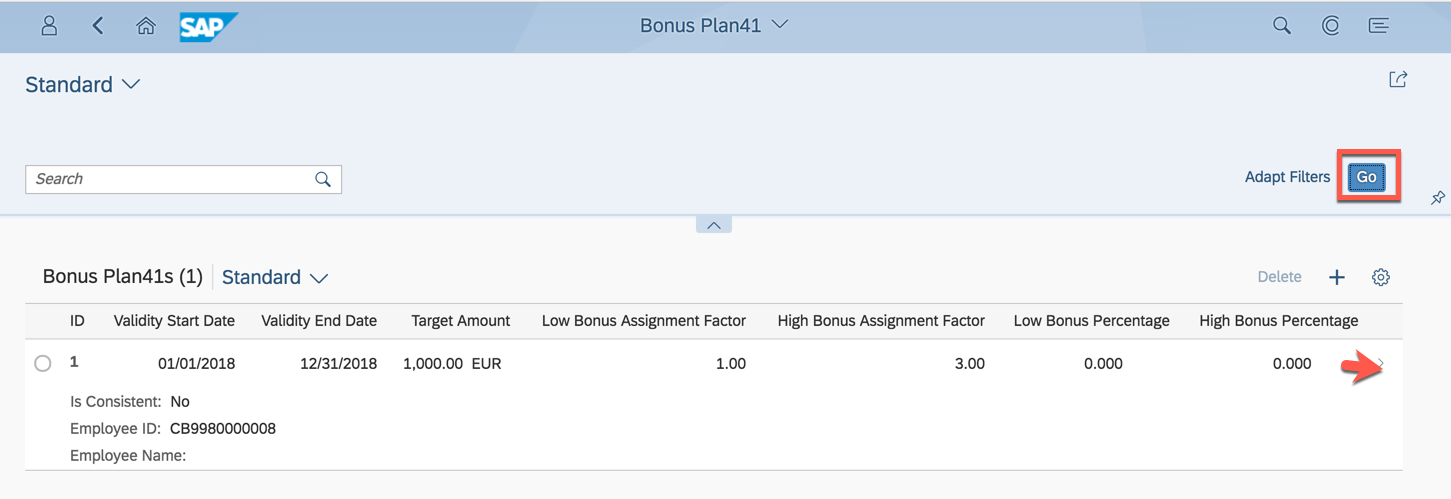 SAP Bonus Plan41
Standard
Search Adapt Filters Go
Bonus Plan41s (1) Standard Delete
ID Validity Start Date Validity End Date Target Amount Low Bonus Assignment Factor High Bonus Assignment Factor Low Bonus Percentage High Bonus Percentage
1 01/01/2018 12/31/2018 1,000.00 EUR 1.00 3.00 0.000 0.000
Is Consistent: No
Employee ID: CB9980000008
Employee Name: